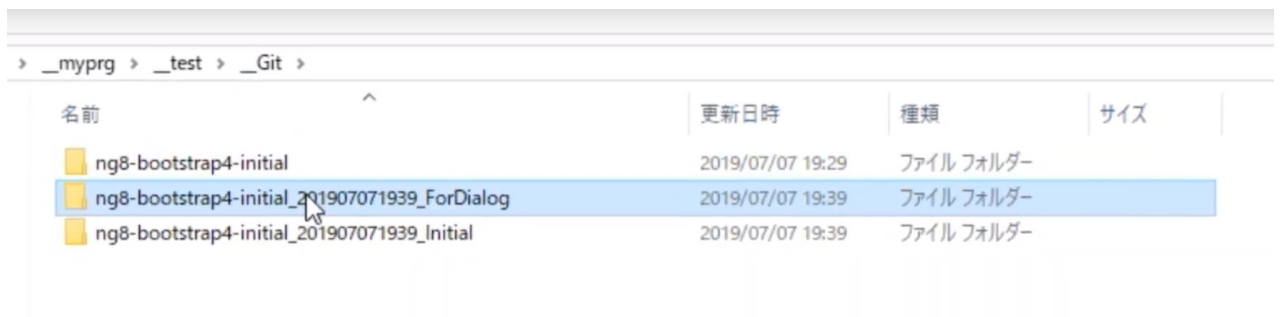 › __myprg › __test › __Git ›
名前 更新日時 種類 サイズ
ng8-bootstrap4-initial 2019/07/07 19:29 ファイル フォルダー
ng8-bootstrap4-initial_201907071939_ForDialog 2019/07/07 19:39 ファイル フォルダー
ng8-bootstrap4-initial_201907071939_Initial 2019/07/07 19:39 ファイル フォルダー